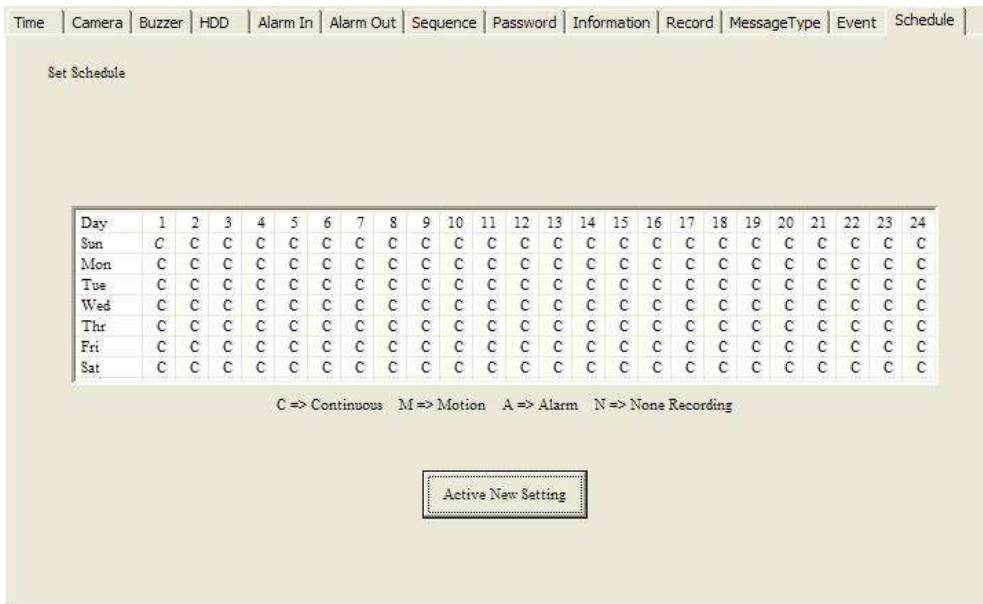 Time Camera Buzzer HDD Alarm In Alarm Out Sequence Password Information Record MessageType Event Schedule
Set Schedule
Day 1 2 3 4 5 6 7 8 9 10 11 12 13 14 15 16 17 18 19 20 21 22 23 24
Sun C C C C C C C C C C C C C C C C C C C C C C C C
Mon C C C C C C C C C C C C C C C C C C C C C C C C
Tue C C C C C C C C C C C C C C C C C C C C C C C C
Wed C C C C C C C C C C C C C C C C C C C C C C C C
Thr C C C C C C C C C C C C C C C C C C C C C C C C
Fri C C C C C C C C C C C C C C C C C C C C C C C C
Sat C C C C C C C C C C C C C C C C C C C C C C C C
C => Continuous M => Motion A => Alarm N => None Recording
Active New Setting